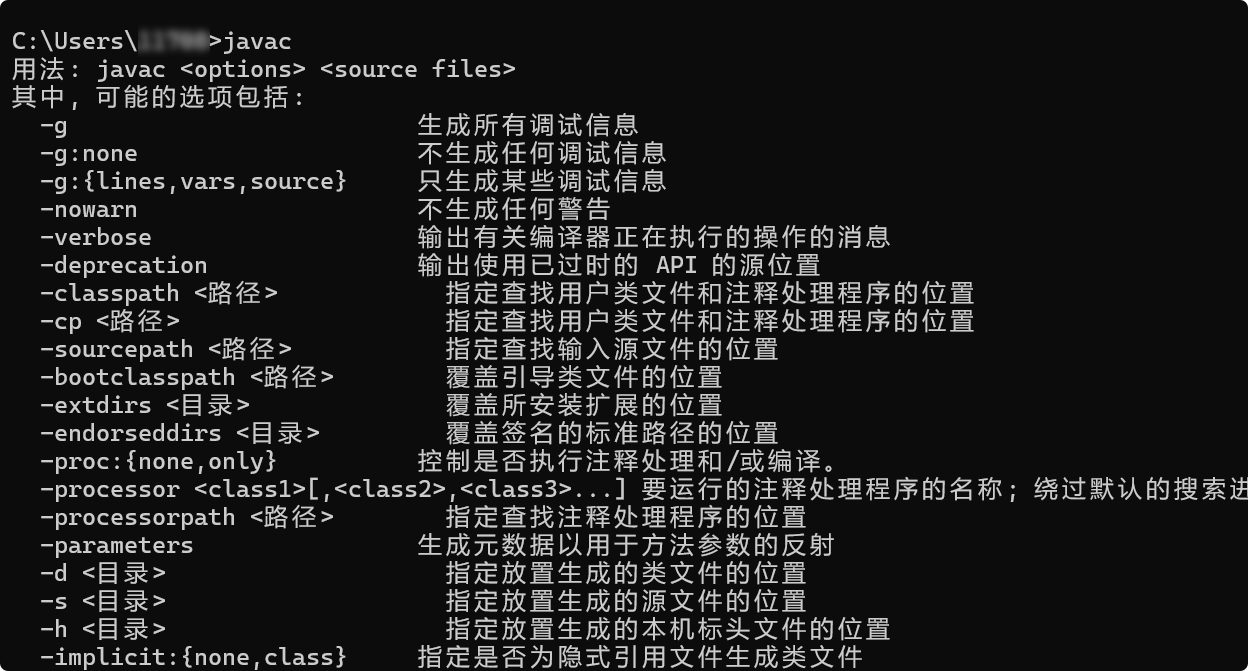 C:\Users\ >javac
用法: javac <options> <source files>
其中, 可能的选项包括:
-g 生成所有调试信息
-g:none 不生成任何调试信息
-g:{lines,vars,source} 只生成某些调试信息
-nowarn 不生成任何警告
-verbose 输出有关编译器正在执行的操作的消息
-deprecation 输出使用已过时的 API 的源位置
-classpath <路径> 指定查找用户类文件和注释处理程序的位置
-cp <路径> 指定查找用户类文件和注释处理程序的位置
-sourcepath <路径> 指定查找输入源文件的位置
-bootclasspath <路径> 覆盖引导类文件的位置
-extdirs <目录> 覆盖所安装扩展的位置
-endorseddirs <目录> 覆盖签名的标准路径的位置
-proc:{none,only} 控制是否执行注释处理和/或编译。
-processor <class1>[,<class2>,<class3>...] 要运行的注释处理程序的名称; 绕过默认的搜索进
-processorpath <路径> 指定查找注释处理程序的位置
-parameters 生成元数据以用于方法参数的反射
-d <目录> 指定放置生成的类文件的位置
-s <目录> 指定放置生成的源文件的位置
-h <目录> 指定放置生成的本机标头文件的位置
-implicit:{none,class} 指定是否为隐式引用文件生成类文件